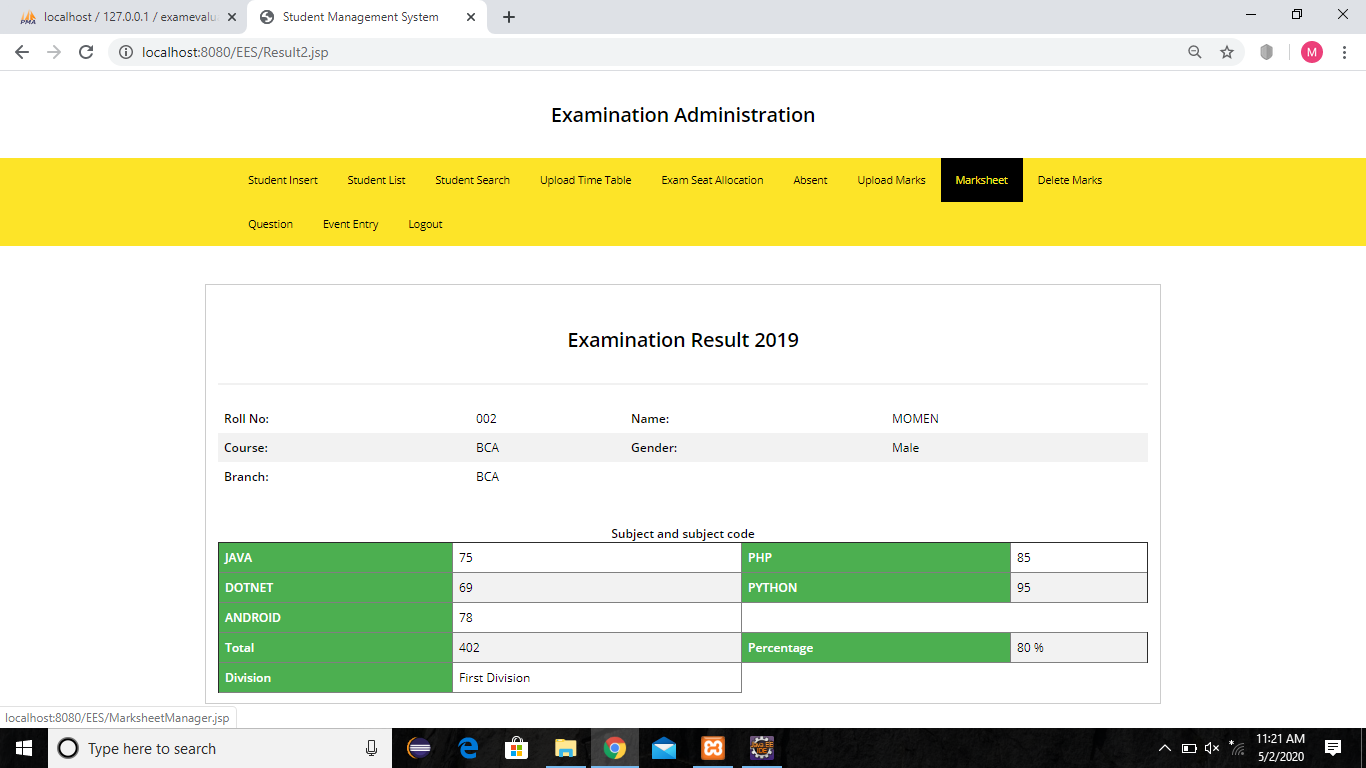 localhost / 127.0.0.1 / examevalu
Student Management System
localhost:8080/EES/Result2.jsp
M
Examination Administration
Student Insert Student List Student Search Upload Time Table Exam Seat Allocation Absent Upload Marks Marksheet Delete Marks
Question Event Entry Logout
Examination Result 2019
Roll No: 002 Name: MOMEN
Course: BCA Gender: Male
Branch: BCA
Subject and subject code
JAVA 75 PHP 85
DOTNET 69 PYTHON 95
ANDROID 78
Total 402 Percentage 80 %
Division First Division
localhost:8080/EES/MarksheetManager.jsp
Type here to search
11:21 AM
5/2/2020